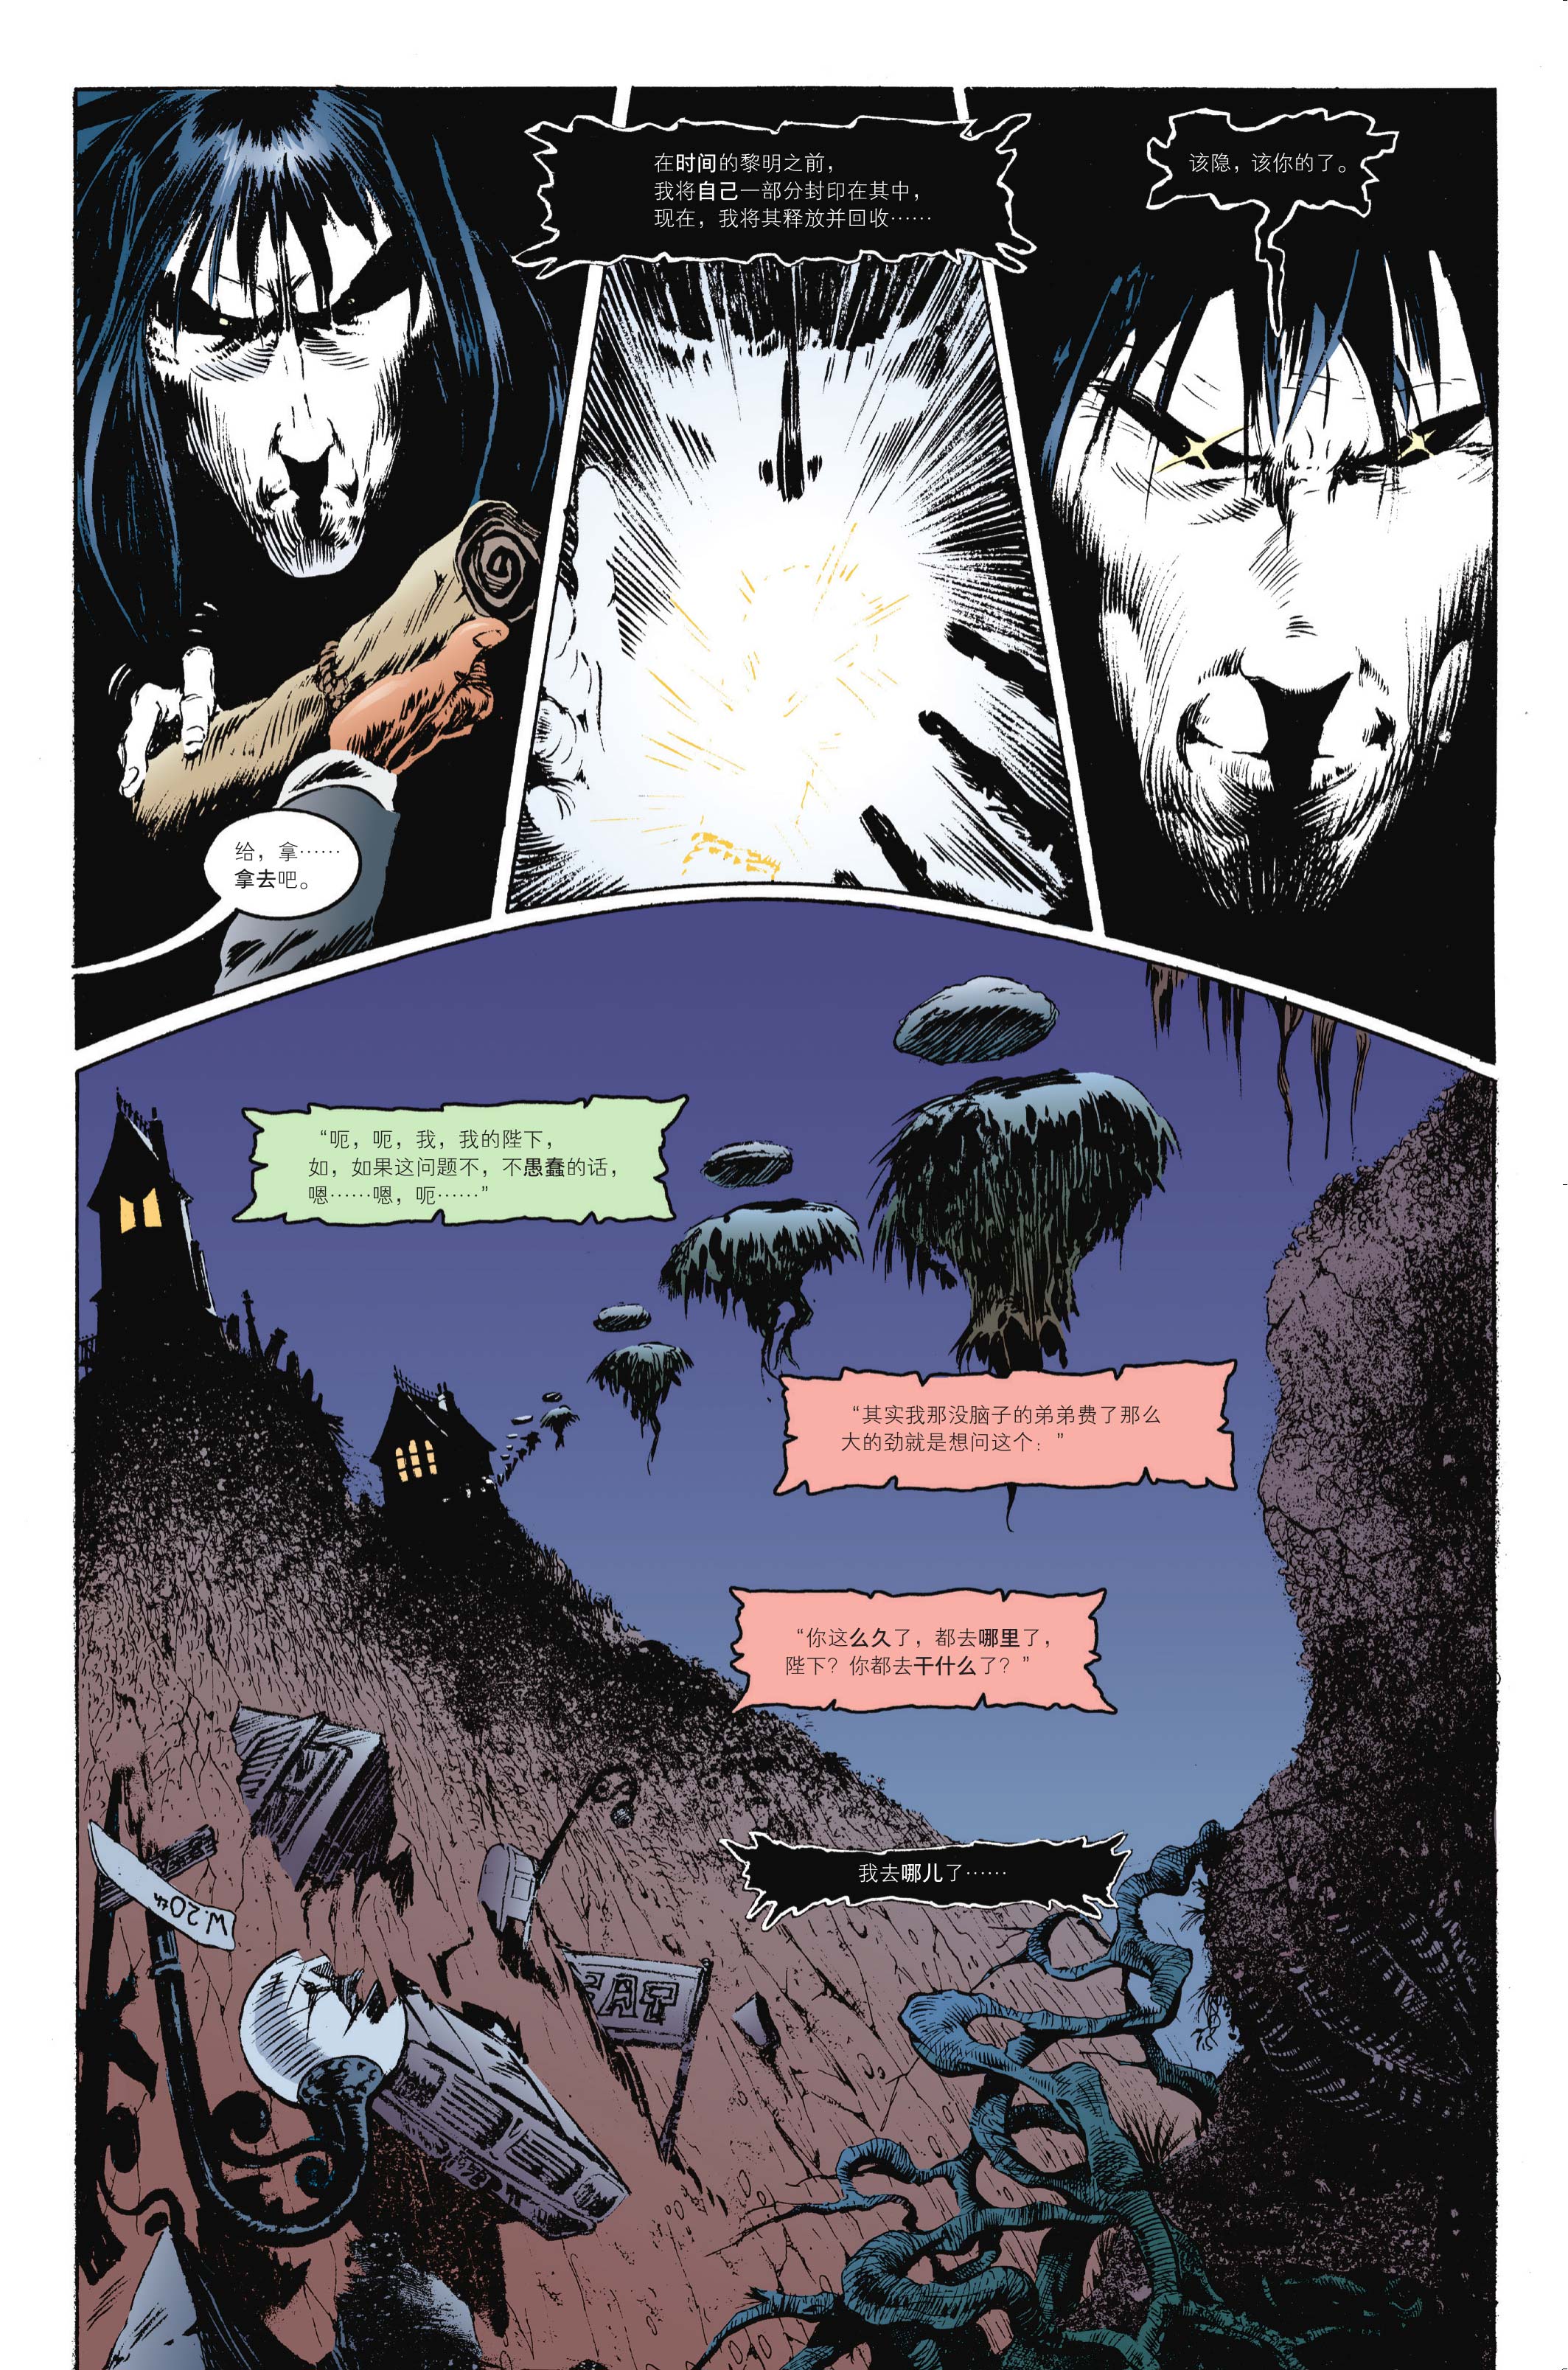 在时间的黎明之前，
我将自己一部分封印在其中，
现在，我将其释放并回收……
该隐，该你的了。
给，拿……
拿去吧。
“呃，呃，我，我的陛下，
如，如果这问题不，不愚蠢的话，
嗯……嗯，呃……”
“其实我那没脑子的弟弟费了那么
大的劲就是想问这个：”
“你这么久了，都去哪里了，
陛下？你都去干什么了？”
我去哪儿了……
W.20th
EAT